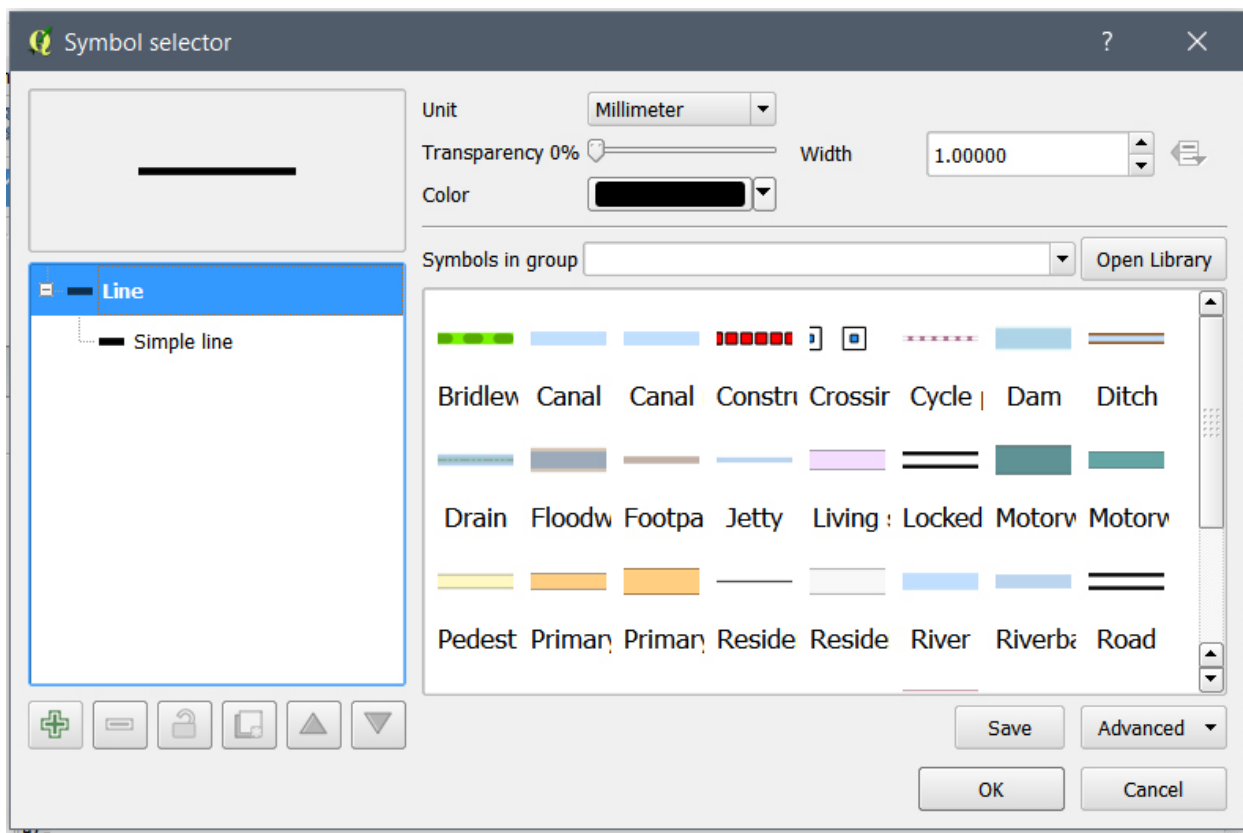 Symbol selector ?
Unit Millimeter
Transparency 0% Width 1.00000
Color
Symbols in group Open Library
Line
Simple line
Bridlew Canal Canal Constru Crossin Cycle p Dam Ditch
Drain Floodw Footpa Jetty Living s Locked Motorw Motorw
Pedest Primary Primary Reside Reside River Riverba Road
Save Advanced
OK Cancel